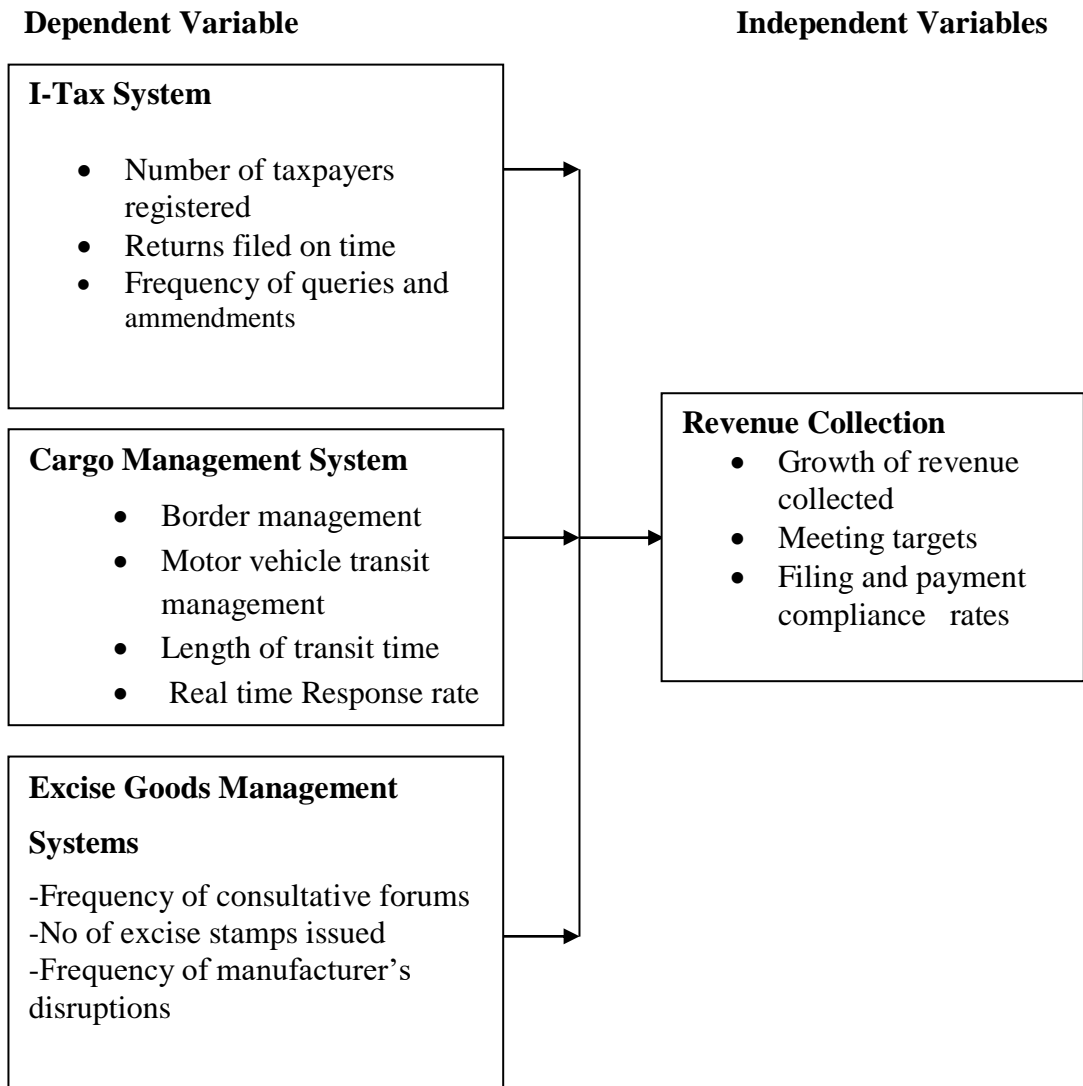 Dependent Variable
Independent Variables
I-Tax System
• Number of taxpayers
registered
• Returns filed on time
• Frequency of queries and
ammendments
Cargo Management System
• Border management
• Motor vehicle transit
management
• Length of transit time
• Real time Response rate
Excise Goods Management
Systems
-Frequency of consultative forums
-No of excise stamps issued
-Frequency of manufacturer’s
disruptions
Revenue Collection
• Growth of revenue
collected
• Meeting targets
• Filing and payment
compliance rates